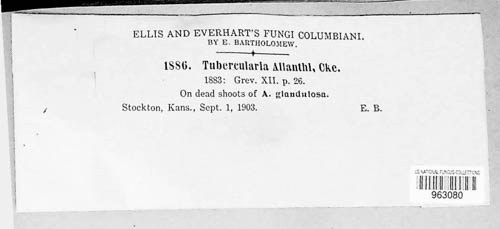 ELLIS AND EVERHART'S FUNGI COLUMBIANI.
BY E. BARTHOLOMEW.
1886. Tubercularia Ailanthi, Cke.
1883: Grev. XII. p. 26.
On dead shoots of A. glandulosa.
Stockton, Kans., Sept. 1, 1903. E. B.
US NATIONAL FUNGUS COLLECTIONS
963080